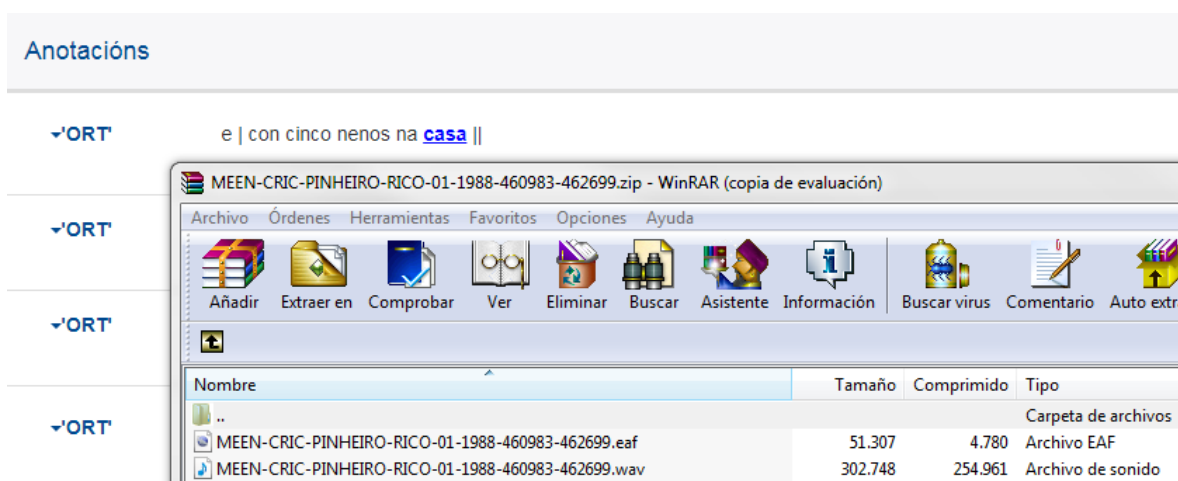 Anotacións
'ORT' e | con cinco nenos na casa ||
MEEN-CRIC-PINHEIRO-RICO-01-1988-460983-462699.zip - WinRAR (copia de evaluación)
Archivo Órdenes Herramientas Favoritos Opciones Ayuda
'ORT'
Añadir Extraer en Comprobar Ver Eliminar Buscar Asistente Información Buscar virus Comentario Auto extr
'ORT'
Nombre Tamaño Comprimido Tipo
.. Carpeta de archivos
'ORT'
MEEN-CRIC-PINHEIRO-RICO-01-1988-460983-462699.eaf 51.307 4.780 Archivo EAF
MEEN-CRIC-PINHEIRO-RICO-01-1988-460983-462699.wav 302.748 254.961 Archivo de sonido